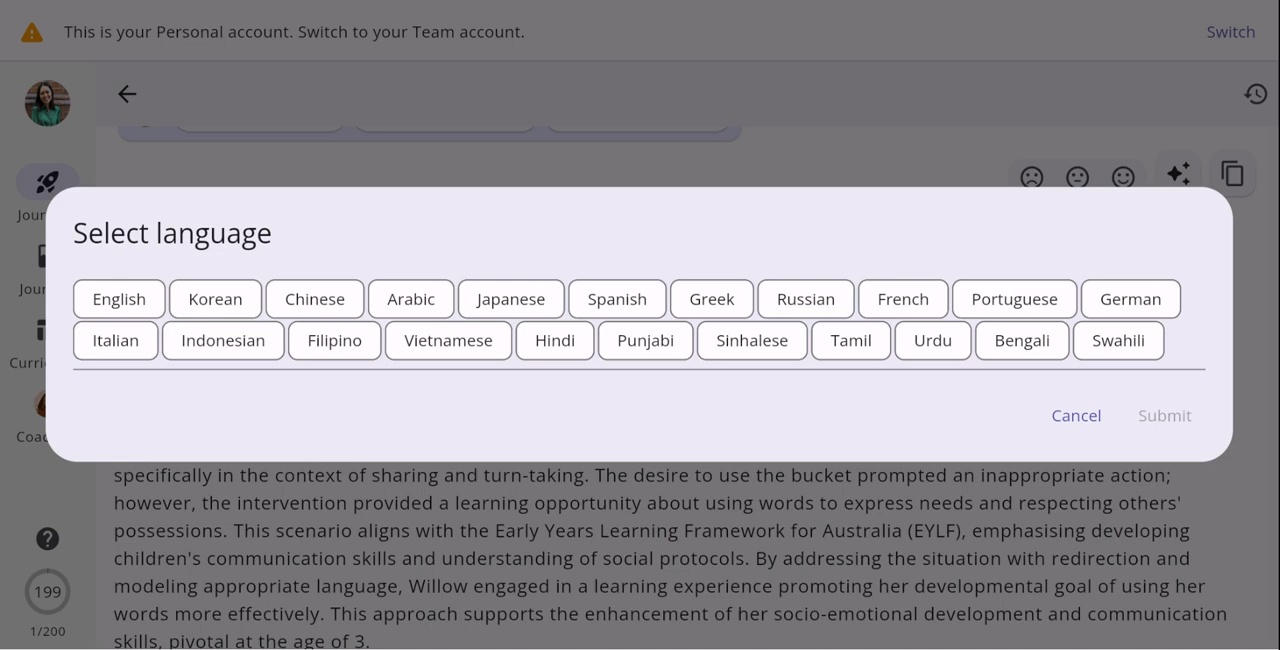 This is your Personal account. Switch to your Team account.
Switch
Jour
Select language
English Korean Chinese Arabic Japanese Spanish Greek Russian French Portuguese German
Italian Indonesian Filipino Vietnamese Hindi Punjabi Sinhalese Tamil Urdu Bengali Swahili
Jour
Curri
Coac
Cancel Submit
specifically in the context of sharing and turn-taking. The desire to use the bucket prompted an inappropriate action;
however, the intervention provided a learning opportunity about using words to express needs and respecting others'
possessions. This scenario aligns with the Early Years Learning Framework for Australia (EYLF), emphasising developing
children's communication skills and understanding of social protocols. By addressing the situation with redirection and
modeling appropriate language, Willow engaged in a learning experience promoting her developmental goal of using her
words more effectively. This approach supports the enhancement of her socio-emotional development and communication
skills, pivotal at the age of 3.
199
1/200